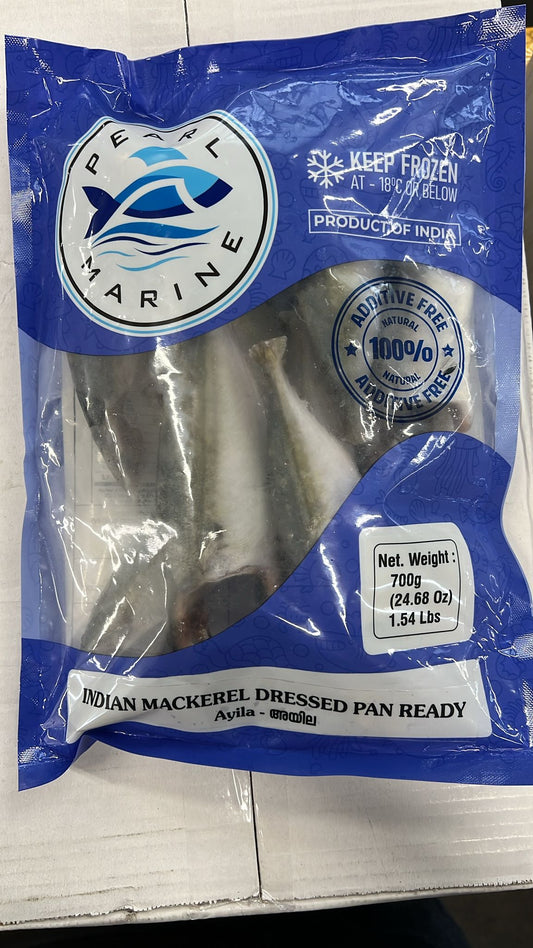 PEARL
MARINE
KEEP FROZEN
AT - 18°C OR BELOW
PRODUCT OF INDIA
ADDITIVE FREE
NATURAL
100%
NATURAL
ADDITIVE FREE
Net. Weight :
700g
(24.68 Oz)
1.54 Lbs
INDIAN MACKEREL DRESSED PAN READY
Ayila - അയില